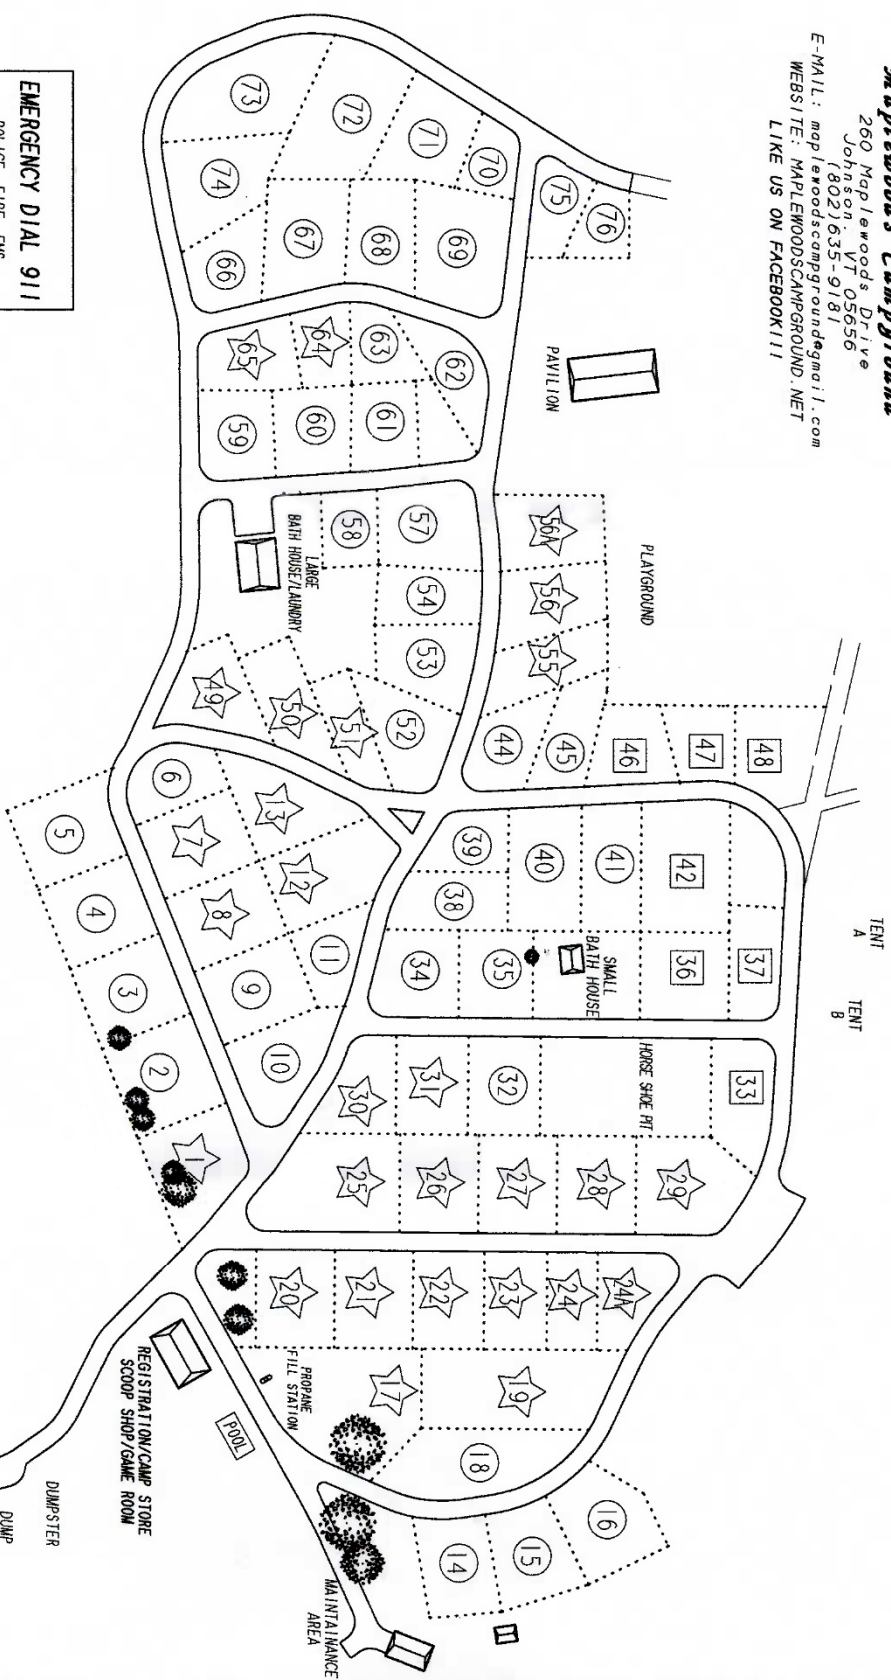 Maplewoods Campground
260 Maplewoods Drive
Johnson, VT 05656
(802)635-9181
E-MAIL: maplewoodscampground@gmail.com
WEBSITE: MAPLEWOODSCAMPGROUND.NET
LIKE US ON FACEBOOK!!!
EMERGENCY DIAL 911
POLICE, FIRE, EMS
TENT
A
TENT
B
PLAYGROUND
PAVILION
LARGE
BATH HOUSE/LAUNDRY
SMALL
BATH HOUSE
HORSE SHOE PIT
PROPANE
FILL STATION
POOL
REGISTRATION/CAMP STORE
SCOOP SHOP/GAME ROOM
MAINTAINANCE
AREA
DUMPSTER
DUMP
76
75
70
71
72
73
74
69
68
67
66
62
63
64
65
61
60
59
57
58
54
53
52
51
50
49
56A
56
55
44
45
46
47
48
39
40
41
42
38
37
36
35
34
33
32
31
30
29
28
27
26
25
13
12
11
6
7
8
9
10
5
4
3
2
1
24A
24
23
22
21
20
19
17
18
16
15
14